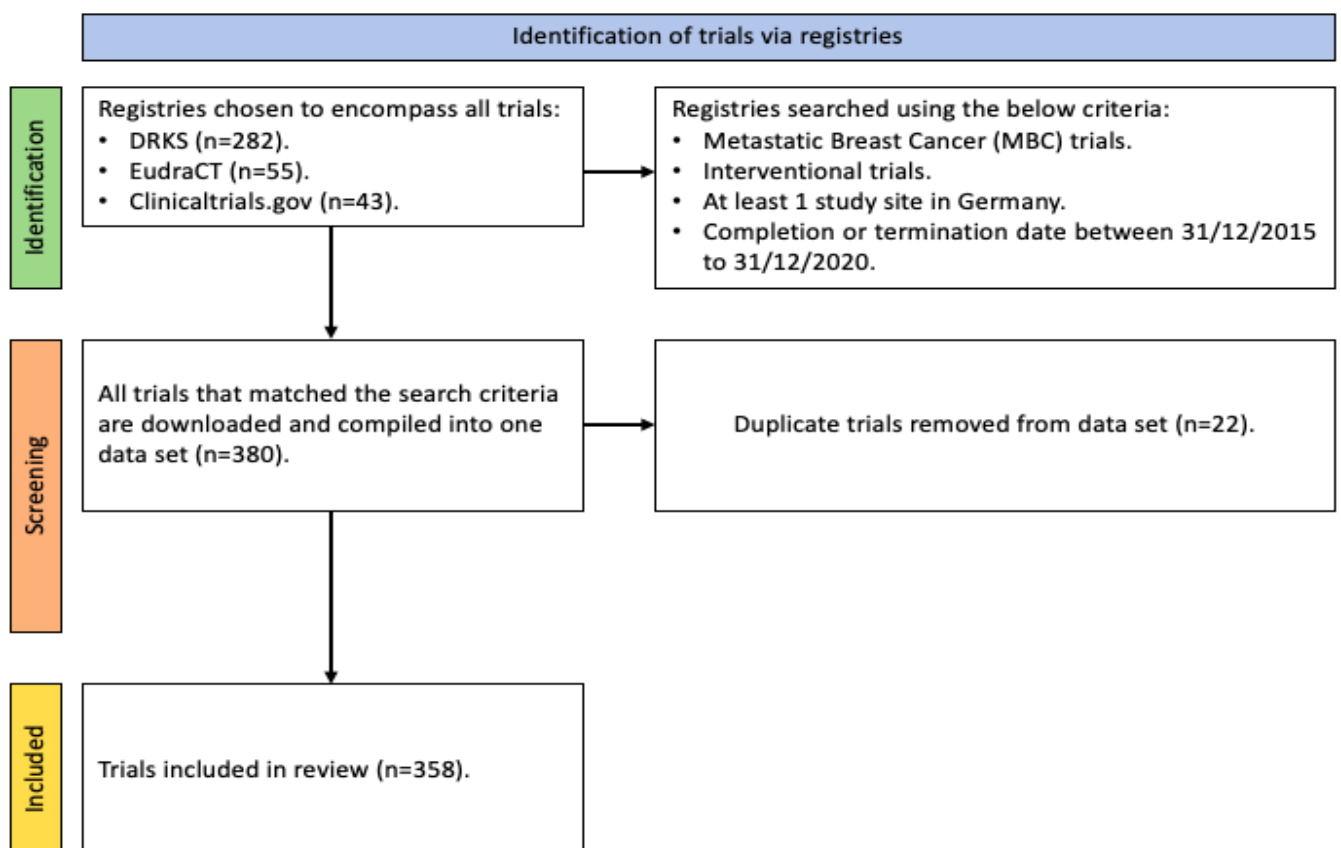 Identification of trials via registries
Identification
Registries chosen to encompass all trials:
• DRKS (n=282).
• EudraCT (n=55).
• Clinicaltrials.gov (n=43).
Registries searched using the below criteria:
• Metastatic Breast Cancer (MBC) trials.
• Interventional trials.
• At least 1 study site in Germany.
• Completion or termination date between 31/12/2015
to 31/12/2020.
Screening
All trials that matched the search criteria
are downloaded and compiled into one
data set (n=380).
Duplicate trials removed from data set (n=22).
Included
Trials included in review (n=358).